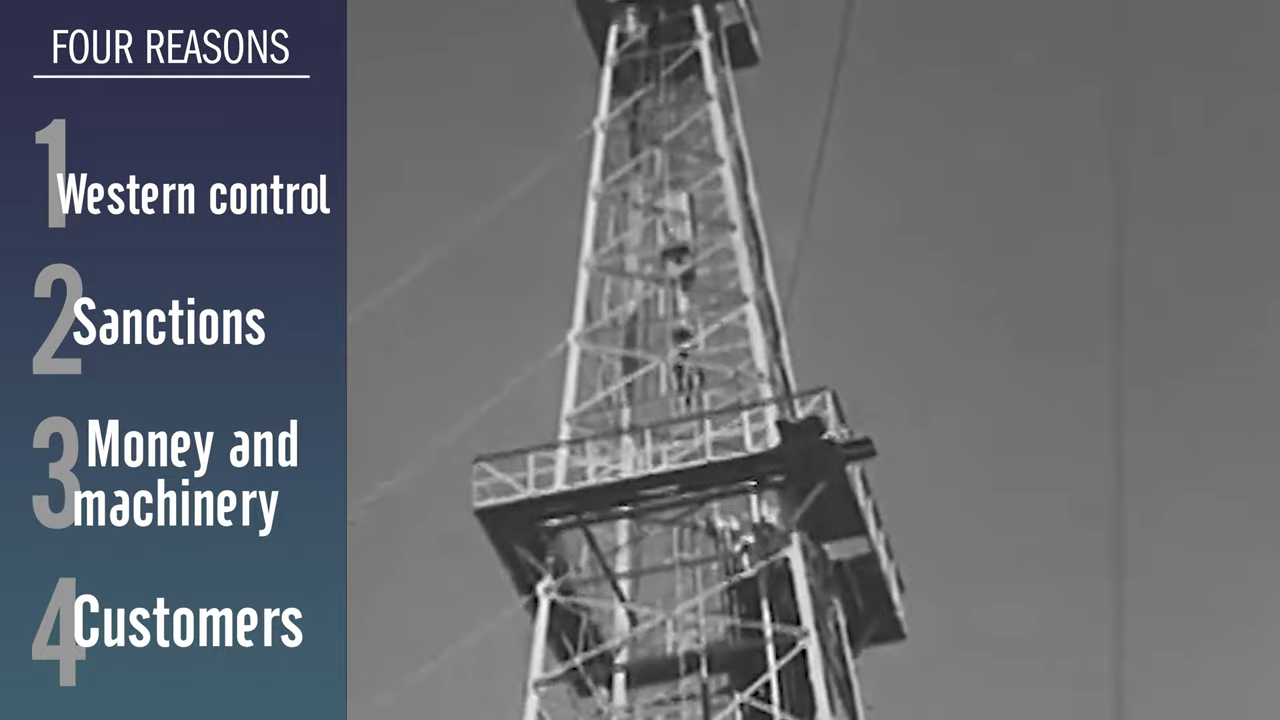 FOUR REASONS
1
Western control
2
Sanctions
3
Money and
machinery
4
Customers